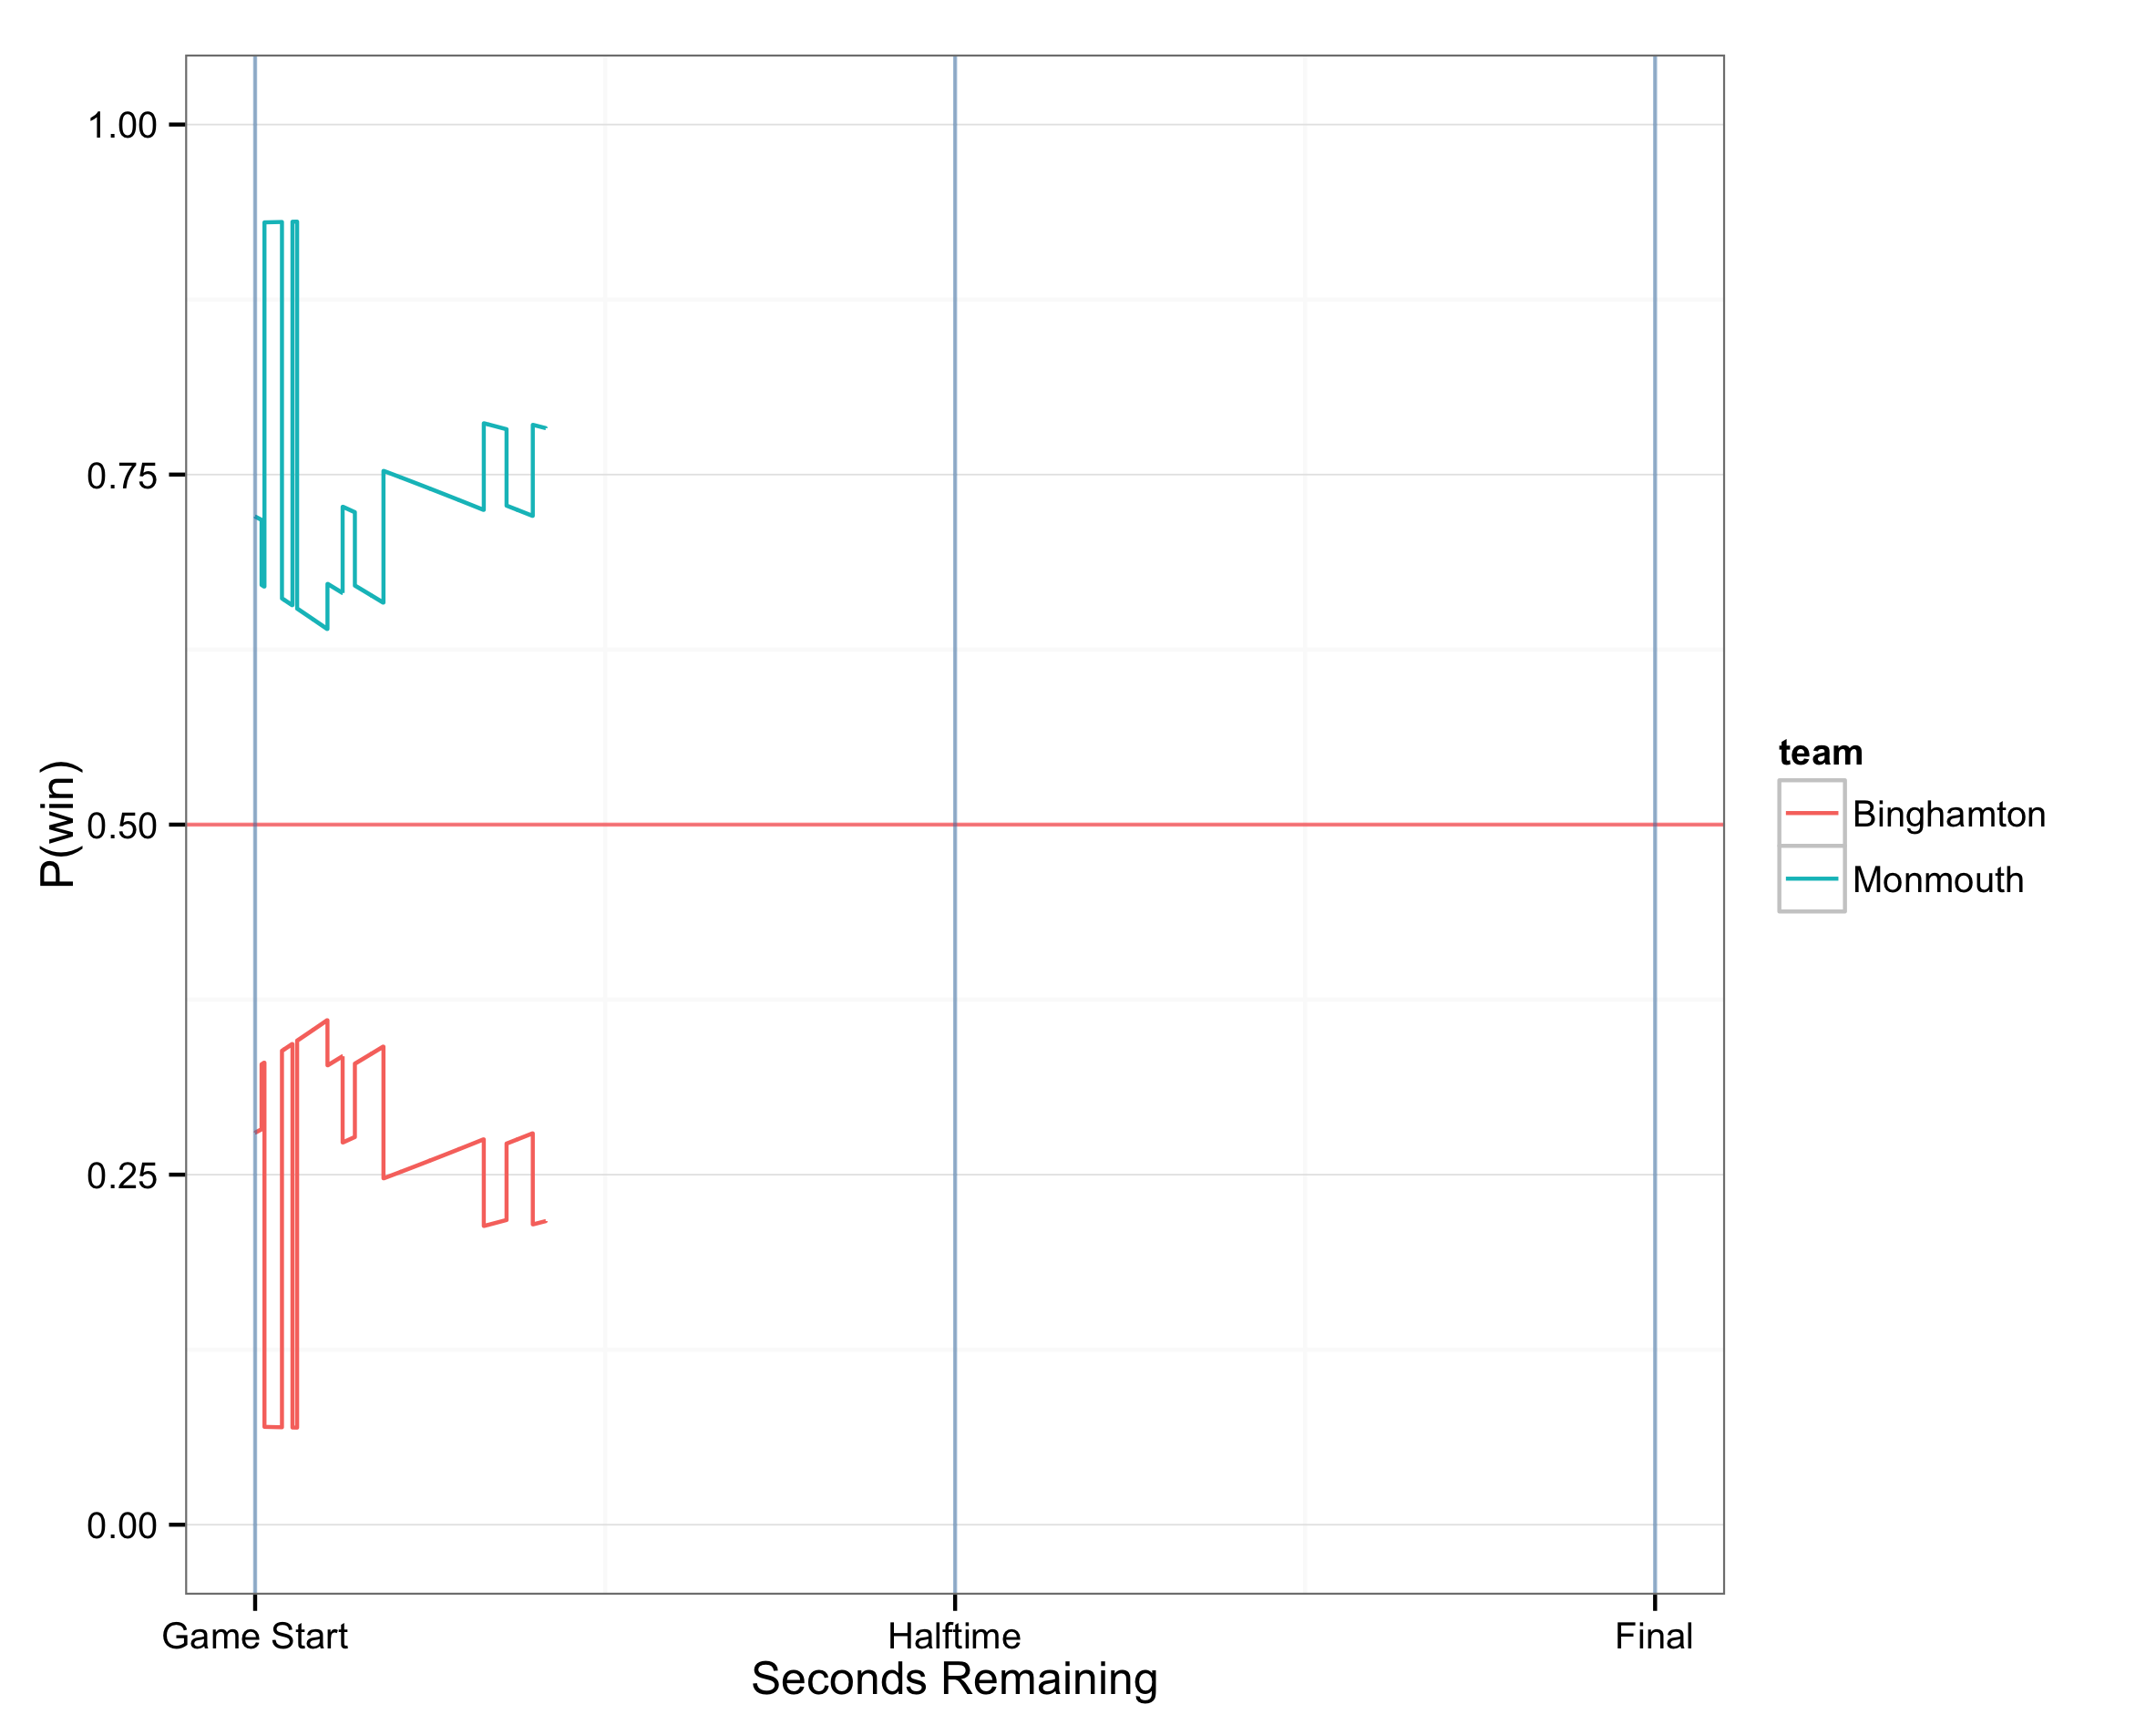 1.00
0.75
0.50
0.25
0.00
P(win)
Game Start
Halftime
Final
Seconds Remaining
team
Binghamton
Monmouth